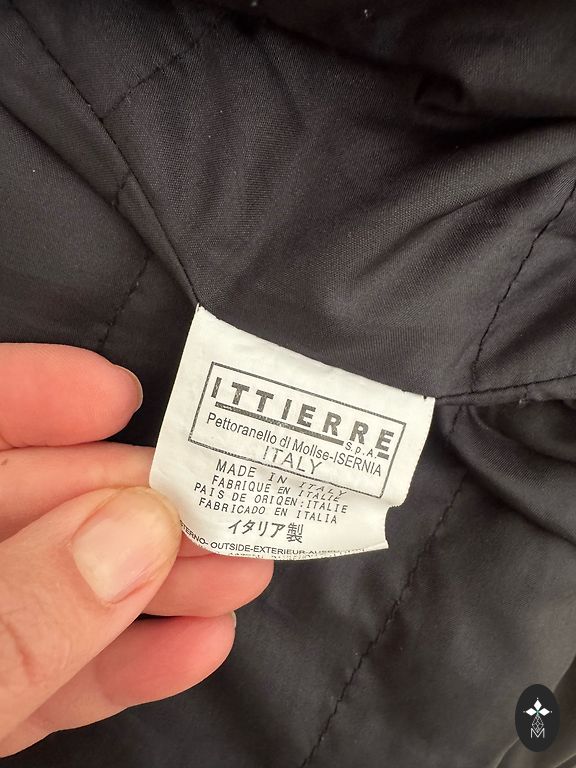 ITTIERRE
S.p.A.
Pettoranello di Molise-ISERNIA
ITALY
MADE IN ITALY
FABRIQUE EN ITALIE
PAIS DE ORIQEN:ITALIE
FABRICADO EN ITALIA
イタリア製
OUTSIDE-EXTERIEUR
M